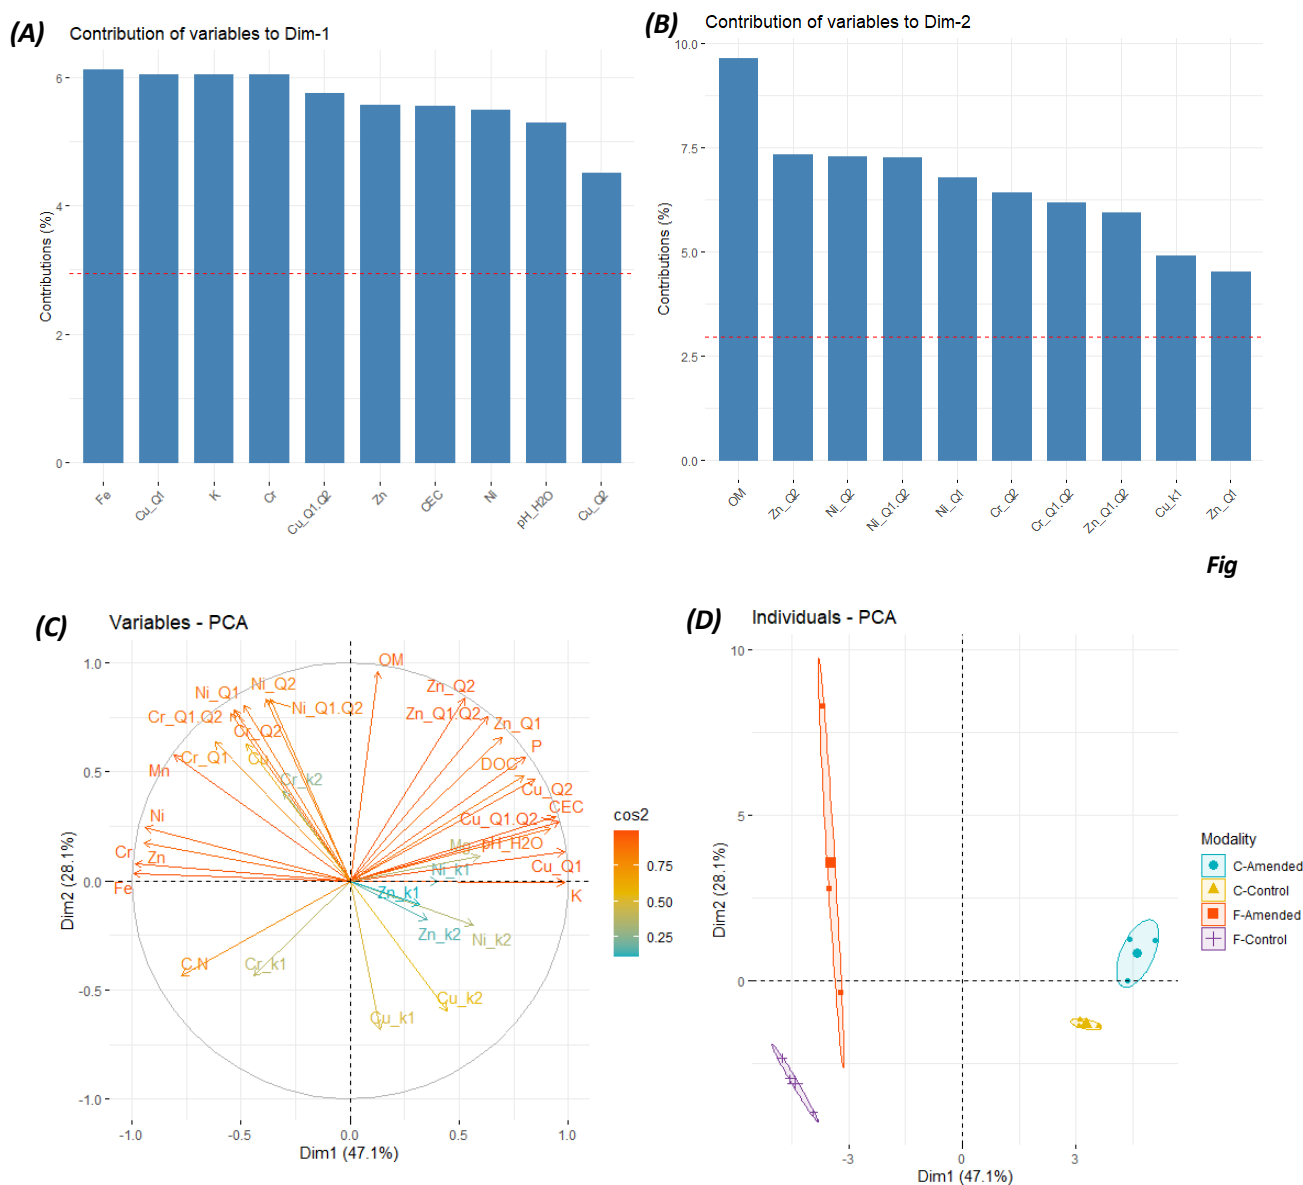 (A) Contribution of variables to Dim-1
6
4
2
0
Contributions (%)
Fe
Cu_Q1
K
Cr
Cu_Q1.Q2
Zn
CEC
Ni
pH_H2O
Cu_Q2
(B) Contribution of variables to Dim-2
10.0
7.5
5.0
2.5
0.0
Contributions (%)
OM
Zn_Q2
Ni_Q2
Ni_Q1.Q2
Ni_Q1
Cr_Q2
Cr_Q1.Q2
Zn_Q1.Q2
Cu_k1
Zn_Q1
Fig
(C) Variables - PCA
1.0
0.5
0.0
-0.5
-1.0
Dim2 (28.1%)
OM
Ni_Q2
Ni_Q1
Zn_Q2
Ni_Q1.Q2
Cr_Q1.Q2
Zn_Q1.Q2
Zn_Q1
Cr_Q2
P
Cr_Q1
Cu
DOC
Mn
Cr_k2
Cu_Q2
CEC
Ni
Cu_Q1.Q2
Mg
pH_H2O
Cr
Zn
Ni_k1
Cu_Q1
Fe
Zn_k1
K
Zn_k2
Ni_k2
C.N
Cr_k1
Cu_k2
Cu_k1
-1.0
-0.5
0.0
0.5
1.0
Dim1 (47.1%)
cos2
0.75
0.50
0.25
(D) Individuals - PCA
10
5
0
Dim2 (28.1%)
-3
0
3
Dim1 (47.1%)
Modality
C-Amended
C-Control
F-Amended
F-Control